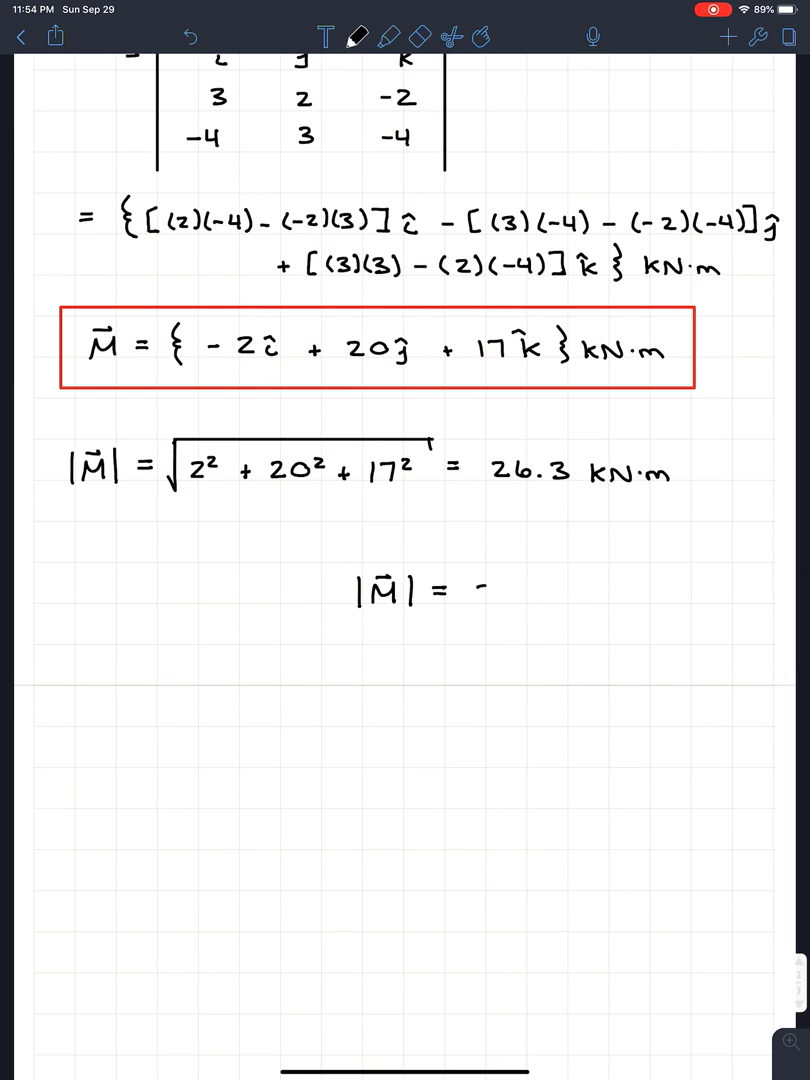 11:54 PM Sun Sep 29 89%
= | î ĵ k̂
3 2 -2
-4 3 -4
= {[(2)(-4) - (-2)(3)] î - [(3)(-4) - (-2)(-4)] ĵ
+ [(3)(3) - (2)(-4)] k̂ } kN·m
M⃗ = { - 2î + 20ĵ + 17k̂ } kN·m
|M⃗| = √(2² + 20² + 17²) = 26.3 kN·m
|M⃗| =